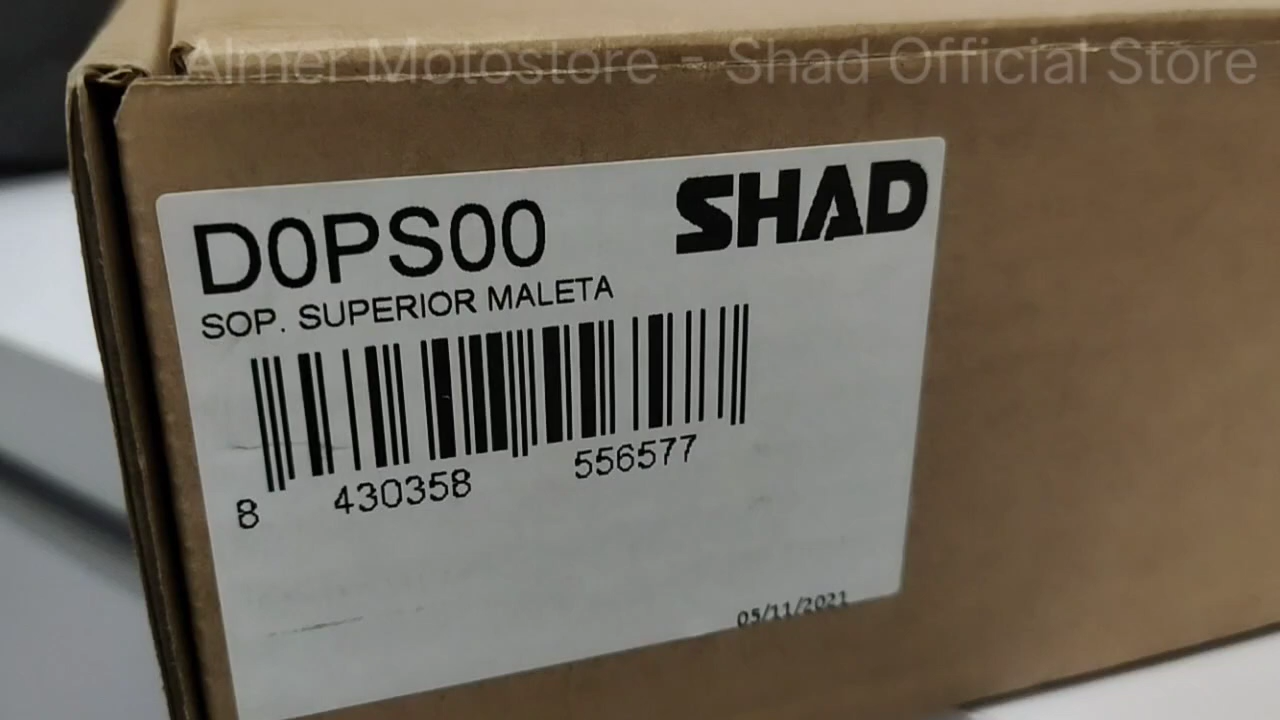 Almer Motostore - Shad Official Store
SHAD
D0PS00
SOP. SUPERIOR MALETA
8 430358 556577
05/11/2021